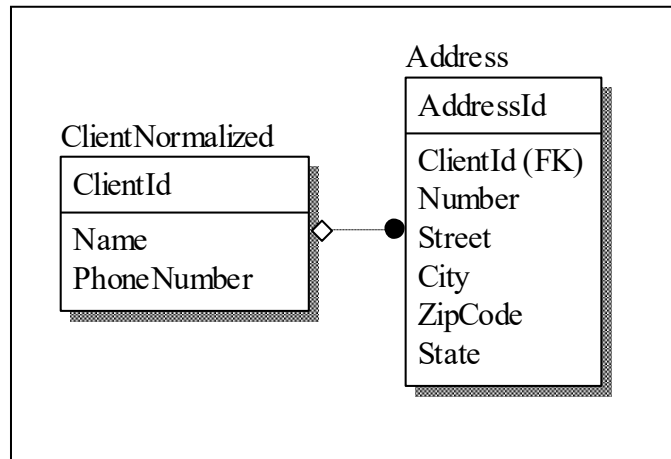 ClientNormalized
ClientId
Name
PhoneNumber
Address
AddressId
ClientId (FK)
Number
Street
City
ZipCode
State